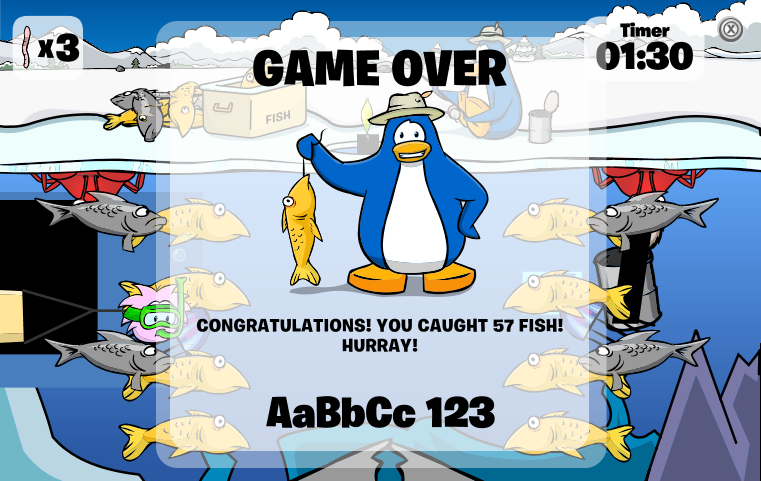 x3
Timer
01:30
GAME OVER
FISH
CONGRATULATIONS! YOU CAUGHT 57 FISH!
HURRAY!
AaBbCc 123